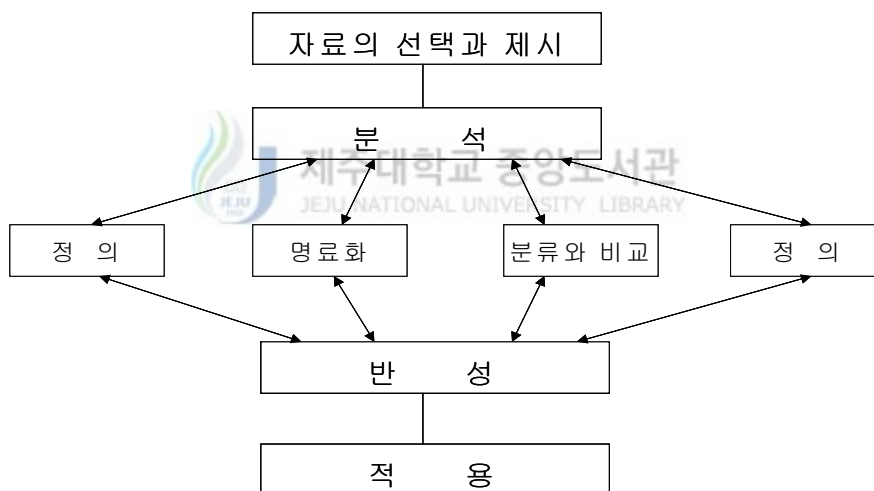 자료의 선택과 제시
분 석
제주대학교 중앙도서관
JEJU NATIONAL UNIVERSITY LIBRARY
JEJU
1952
정 의
명료화
분류와 비교
정 의
반 성
적 용